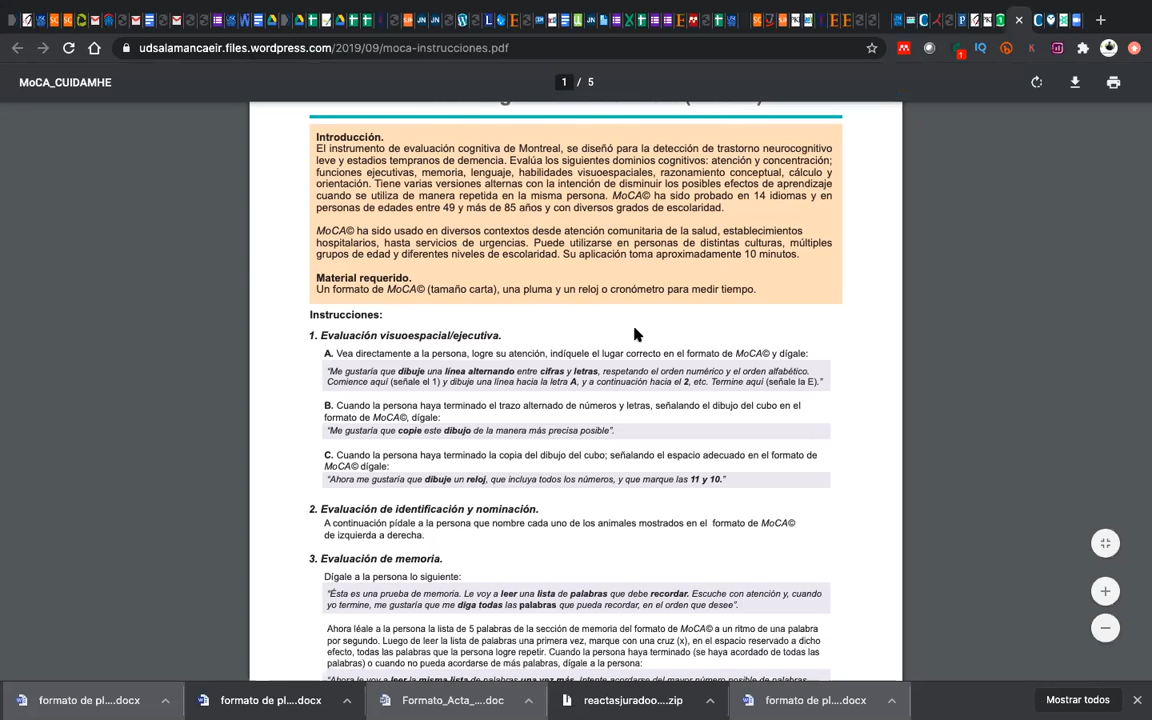 udsalamancaeir.files.wordpress.com/2019/09/moca-instrucciones.pdf
1
MoCA_CUIDAMHE
1 / 5
Introducción.
El instrumento de evaluación cognitiva de Montreal, se diseñó para la detección de trastorno neurocognitivo
leve y estadios tempranos de demencia. Evalúa los siguientes dominios cognitivos: atención y concentración;
funciones ejecutivas, memoria, lenguaje, habilidades visuoespaciales, razonamiento conceptual, cálculo y
orientación. Tiene varias versiones alternas con la intención de disminuir los posibles efectos de aprendizaje
cuando se utiliza de manera repetida en la misma persona. MoCA© ha sido probado en 14 idiomas y en
personas de edades entre 49 y más de 85 años y con diversos grados de escolaridad.
MoCA© ha sido usado en diversos contextos desde atención comunitaria de la salud, establecimientos
hospitalarios, hasta servicios de urgencias. Puede utilizarse en personas de distintas culturas, múltiples
grupos de edad y diferentes niveles de escolaridad. Su aplicación toma aproximadamente 10 minutos.
Material requerido.
Un formato de MoCA© (tamaño carta), una pluma y un reloj o cronómetro para medir tiempo.
Instrucciones:
1. Evaluación visuoespacial/ejecutiva.
A. Vea directamente a la persona, logre su atención, indíquele el lugar correcto en el formato de MoCA© y dígale:
“Me gustaría que dibuje una línea alternando entre cifras y letras, respetando el orden numérico y el orden alfabético.
Comience aquí (señale el 1) y dibuje una línea hacia la letra A, y a continuación hacia el 2, etc. Termine aquí (señale la E).”
B. Cuando la persona haya terminado el trazo alternado de números y letras, señalando el dibujo del cubo en el
formato de MoCA©, dígale:
“Me gustaría que copie este dibujo de la manera más precisa posible”.
C. Cuando la persona haya terminado la copia del dibujo del cubo; señalando el espacio adecuado en el formato de
MoCA© dígale:
“Ahora me gustaría que dibuje un reloj, que incluya todos los números, y que marque las 11 y 10.”
2. Evaluación de identificación y nominación.
A continuación pídale a la persona que nombre cada uno de los animales mostrados en el formato de MoCA©
de izquierda a derecha.
3. Evaluación de memoria.
Dígale a la persona lo siguiente:
“Ésta es una prueba de memoria. Le voy a leer una lista de palabras que debe recordar. Escuche con atención y, cuando
yo termine, me gustaría que me diga todas las palabras que pueda recordar, en el orden que desee”.
Ahora léale a la persona la lista de 5 palabras de la sección de memoria del formato de MoCA© a un ritmo de una palabra
por segundo. Luego de leer la lista de palabras una primera vez, marque con una cruz (x), en el espacio reservado a dicho
efecto, todas las palabras que la persona logre repetir. Cuando la persona haya terminado (se haya acordado de todas las
palabras) o cuando no pueda acordarse de más palabras, dígale a la persona:
“Ahora le voy a leer la misma lista de palabras una vez más. Intente acordarse del mayor número posible de palabras,
formato de pl....docx
formato de pl....docx
Formato_Acta_....doc
reactasjuradoo....zip
formato de pl....docx
Mostrar todos